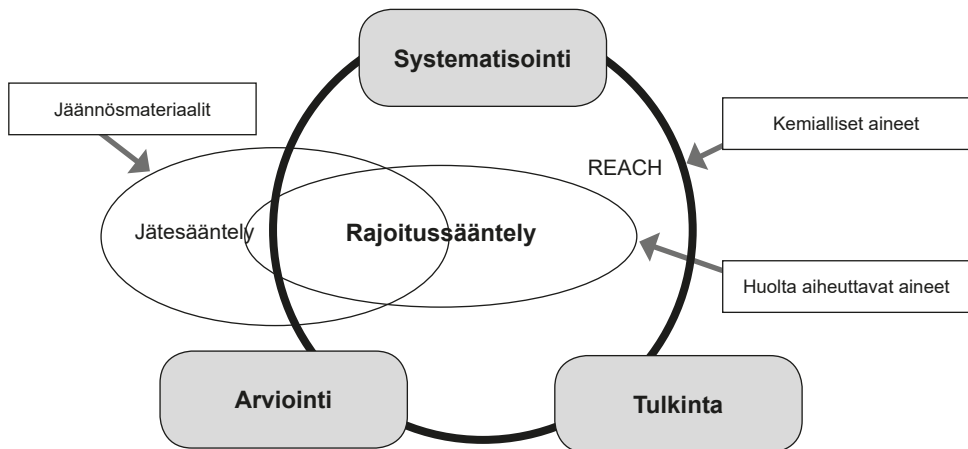 Systematisointi
Jäännösmateriaalit
Kemialliset aineet
REACH
Jätesääntely
Rajoitussääntely
Huolta aiheuttavat aineet
Arviointi
Tulkinta